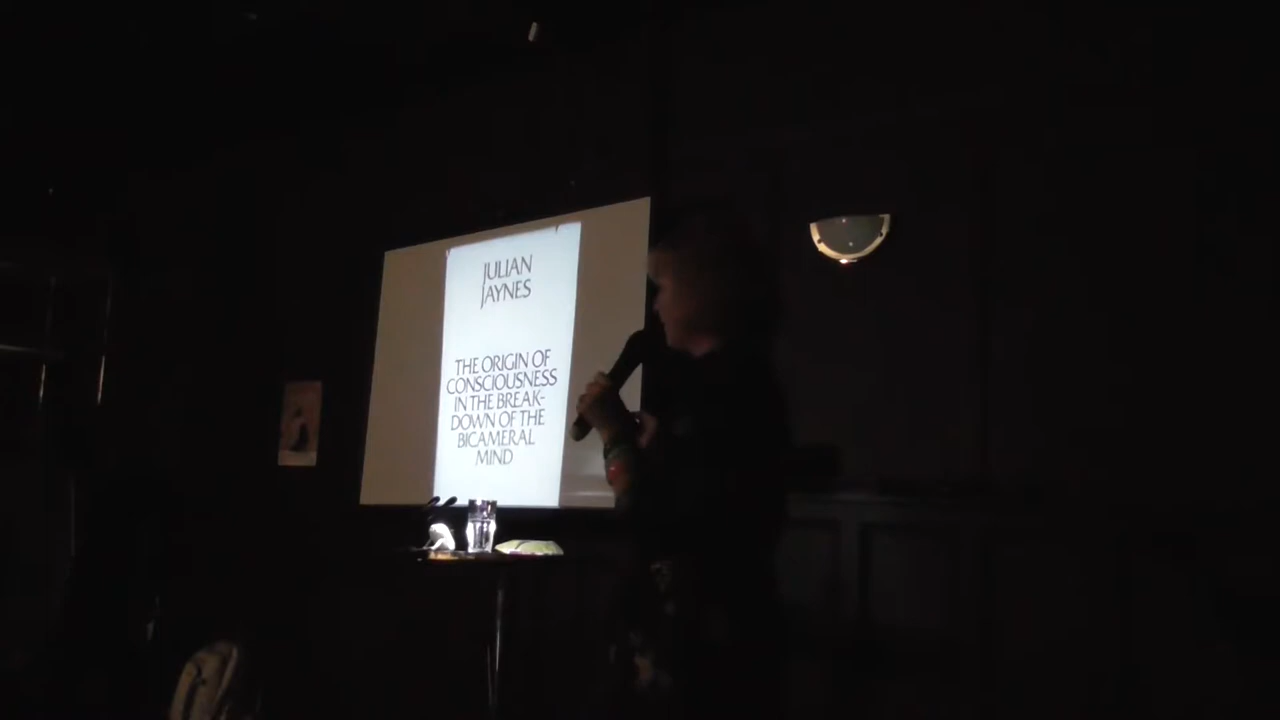 JULIAN
JAYNES
THE ORIGIN OF
CONSCIOUSNESS
IN THE BREAK-
DOWN OF THE
BICAMERAL
MIND